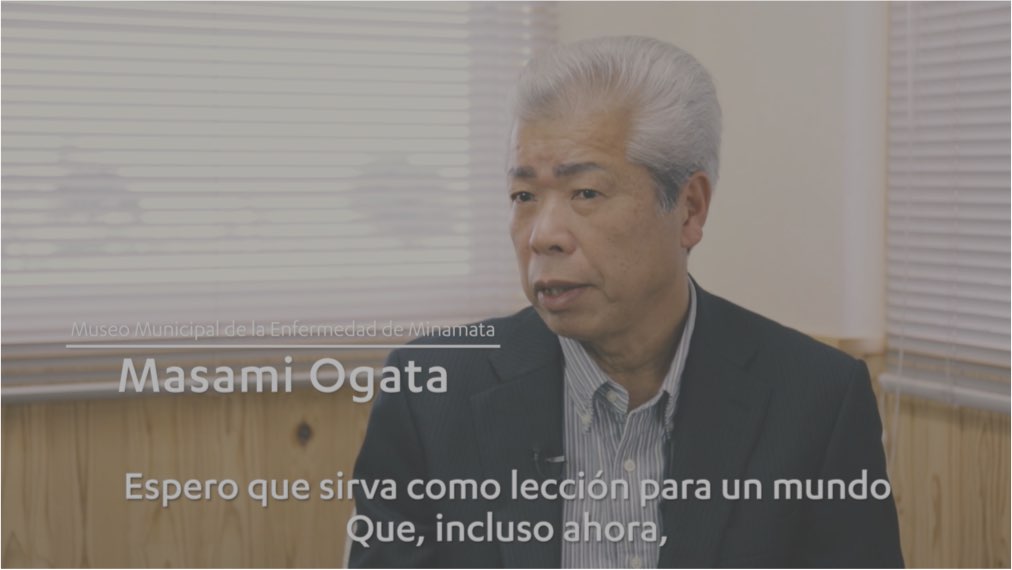 Museo Municipal de la Enfermedad de Minamata
Masami Ogata
Espero que sirva como lección para un mundo
Que, incluso ahora,